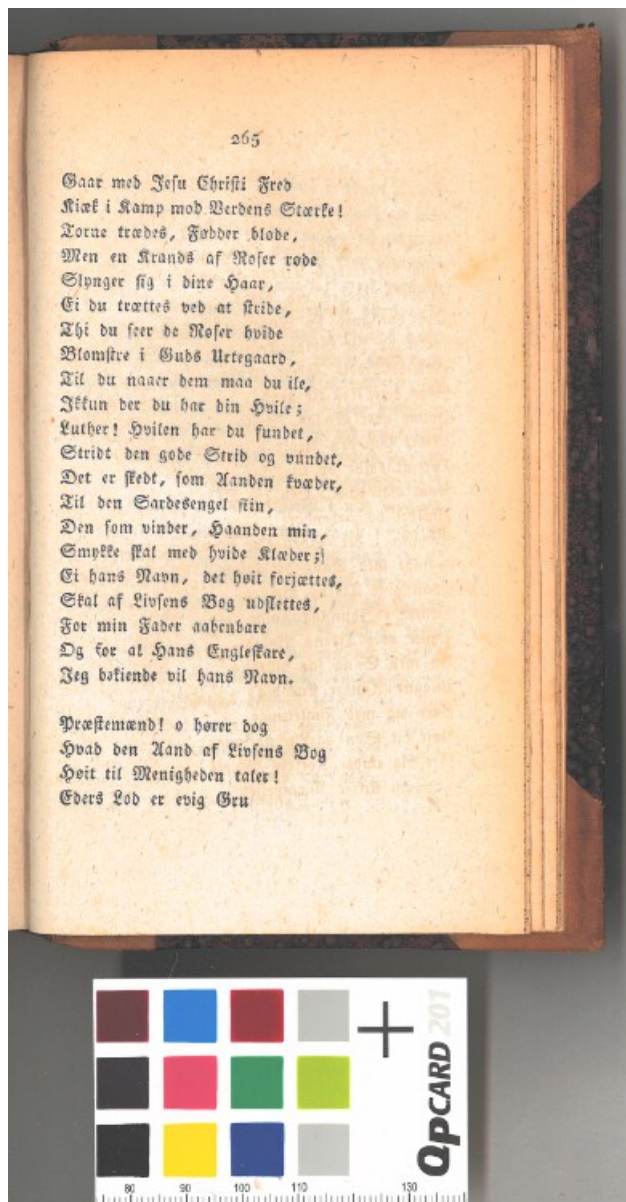 265
Gaar med Jesu Christi Fred
Kiæk i Kamp mod Verdens Stærke!
Torne trædes, Fødder bløde,
Men en Krands af Roser røde
Slynger sig i dine Haar,
Ei du trættes ved at stride,
Thi du seer de Roser hvide
Blomstre i Guds Urtegaard,
Til du naaer dem maa du ile,
Ikkun der du har din Hvile;
Luther! Hvilen har du fundet,
Stridt den gode Strid og vundet,
Det er skedt, som Aanden kvæder,
Til den Sardesengel stin,
Den som vinder, Haanden min,
Smykke skal med hvide Klæder;
Ei hans Navn, det høit forjættes,
Skal af Livsens Bog udslettes,
For min Fader aabenbare
Og for al Hans Engleskare,
Jeg bekiende vil hans Navn.
Præstemænd! o hører dog
Hvad den Aand af Livsens Bog
Høit til Menigheden taler!
Eders Lod er evig Gru
QPCARD 201
80 90 100 110 130